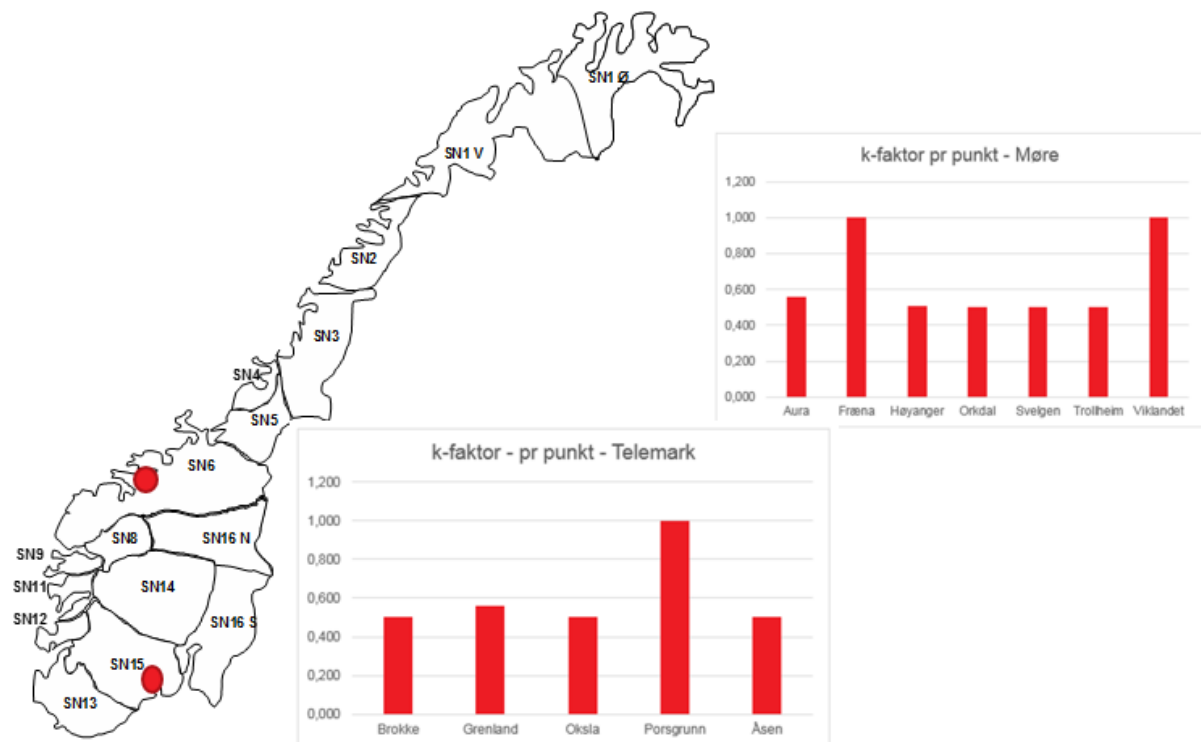 SN1 Ø
SN1 V
SN2
SN3
SN4
SN5
SN6
SN8
SN16 N
SN9
SN11
SN14
SN12
SN16 S
SN15
SN13
k-faktor pr punkt - Møre
1,200
1,000
0,800
0,600
0,400
0,200
0,000
Aura Fræna Høyanger Orkdal Svelgen Trollheim Viklandet
k-faktor - pr punkt - Telemark
1,200
1,000
0,800
0,600
0,400
0,200
0,000
Brokke Grenland Oksla Porsgrunn Åsen